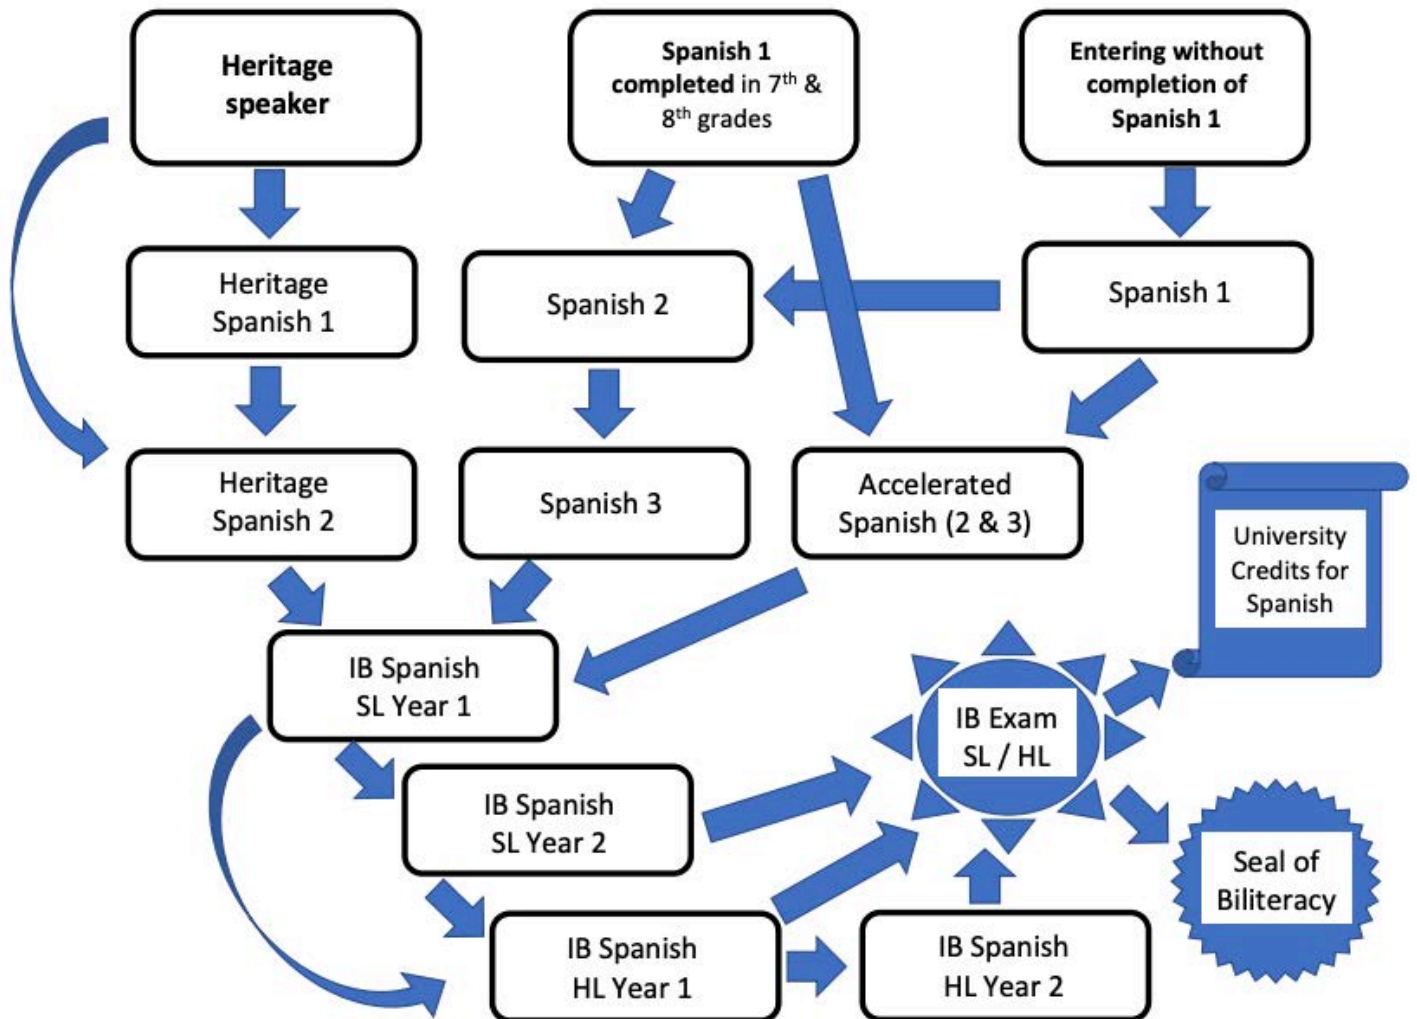 Heritage
speaker
Spanish 1
completed in 7th &
8th grades
Entering without
completion of
Spanish 1
Heritage
Spanish 1
Spanish 2
Spanish 1
Heritage
Spanish 2
Spanish 3
Accelerated
Spanish (2 & 3)
University
Credits for
Spanish
IB Spanish
SL Year 1
IB Exam
SL / HL
IB Spanish
SL Year 2
Seal of
Biliteracy
IB Spanish
HL Year 1
IB Spanish
HL Year 2